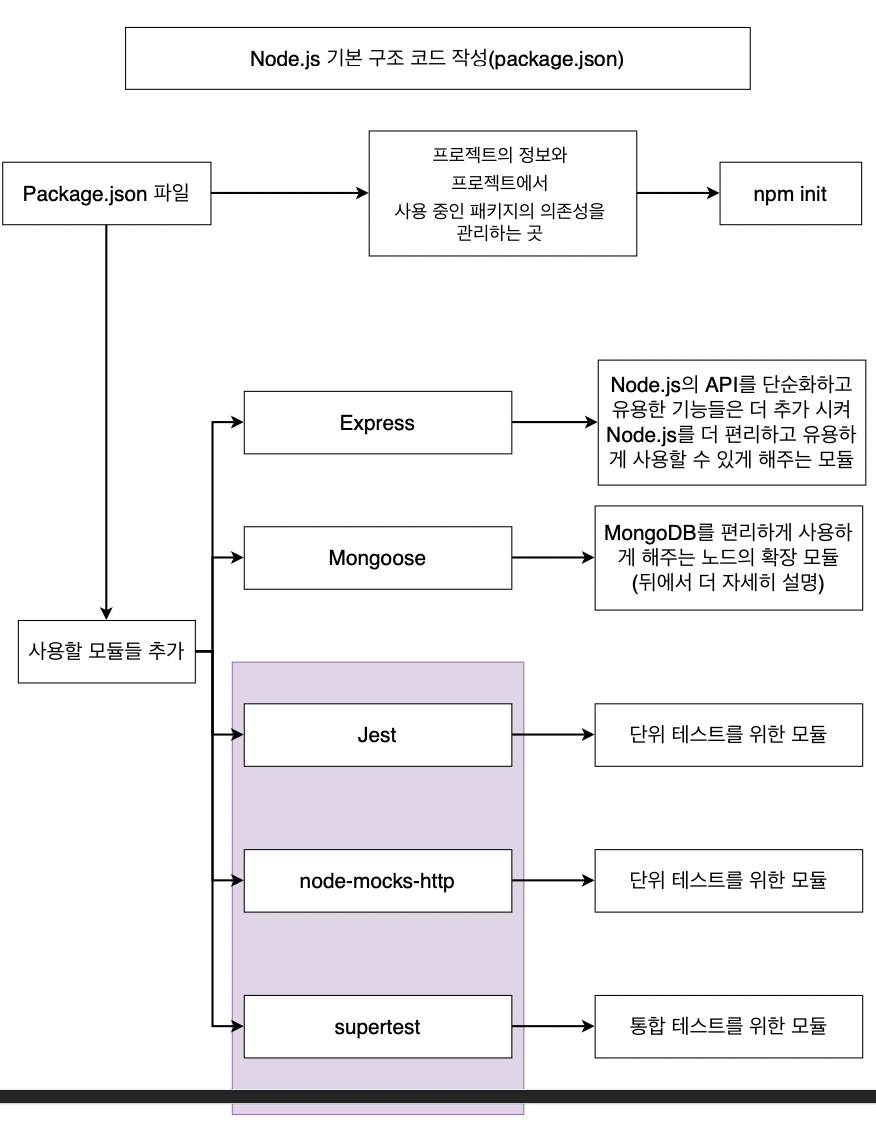 Node.js 기본 구조 코드 작성(package.json)
Package.json 파일
프로젝트의 정보와
프로젝트에서
사용 중인 패키지의 의존성을
관리하는 곳
npm init
Express
Node.js의 API를 단순화하고
유용한 기능들은 더 추가 시켜
Node.js를 더 편리하고 유용하
게 사용할 수 있게 해주는 모듈
Mongoose
MongoDB를 편리하게 사용하
게 해주는 노드의 확장 모듈
(뒤에서 더 자세히 설명)
사용할 모듈들 추가
Jest
단위 테스트를 위한 모듈
node-mocks-http
단위 테스트를 위한 모듈
supertest
통합 테스트를 위한 모듈